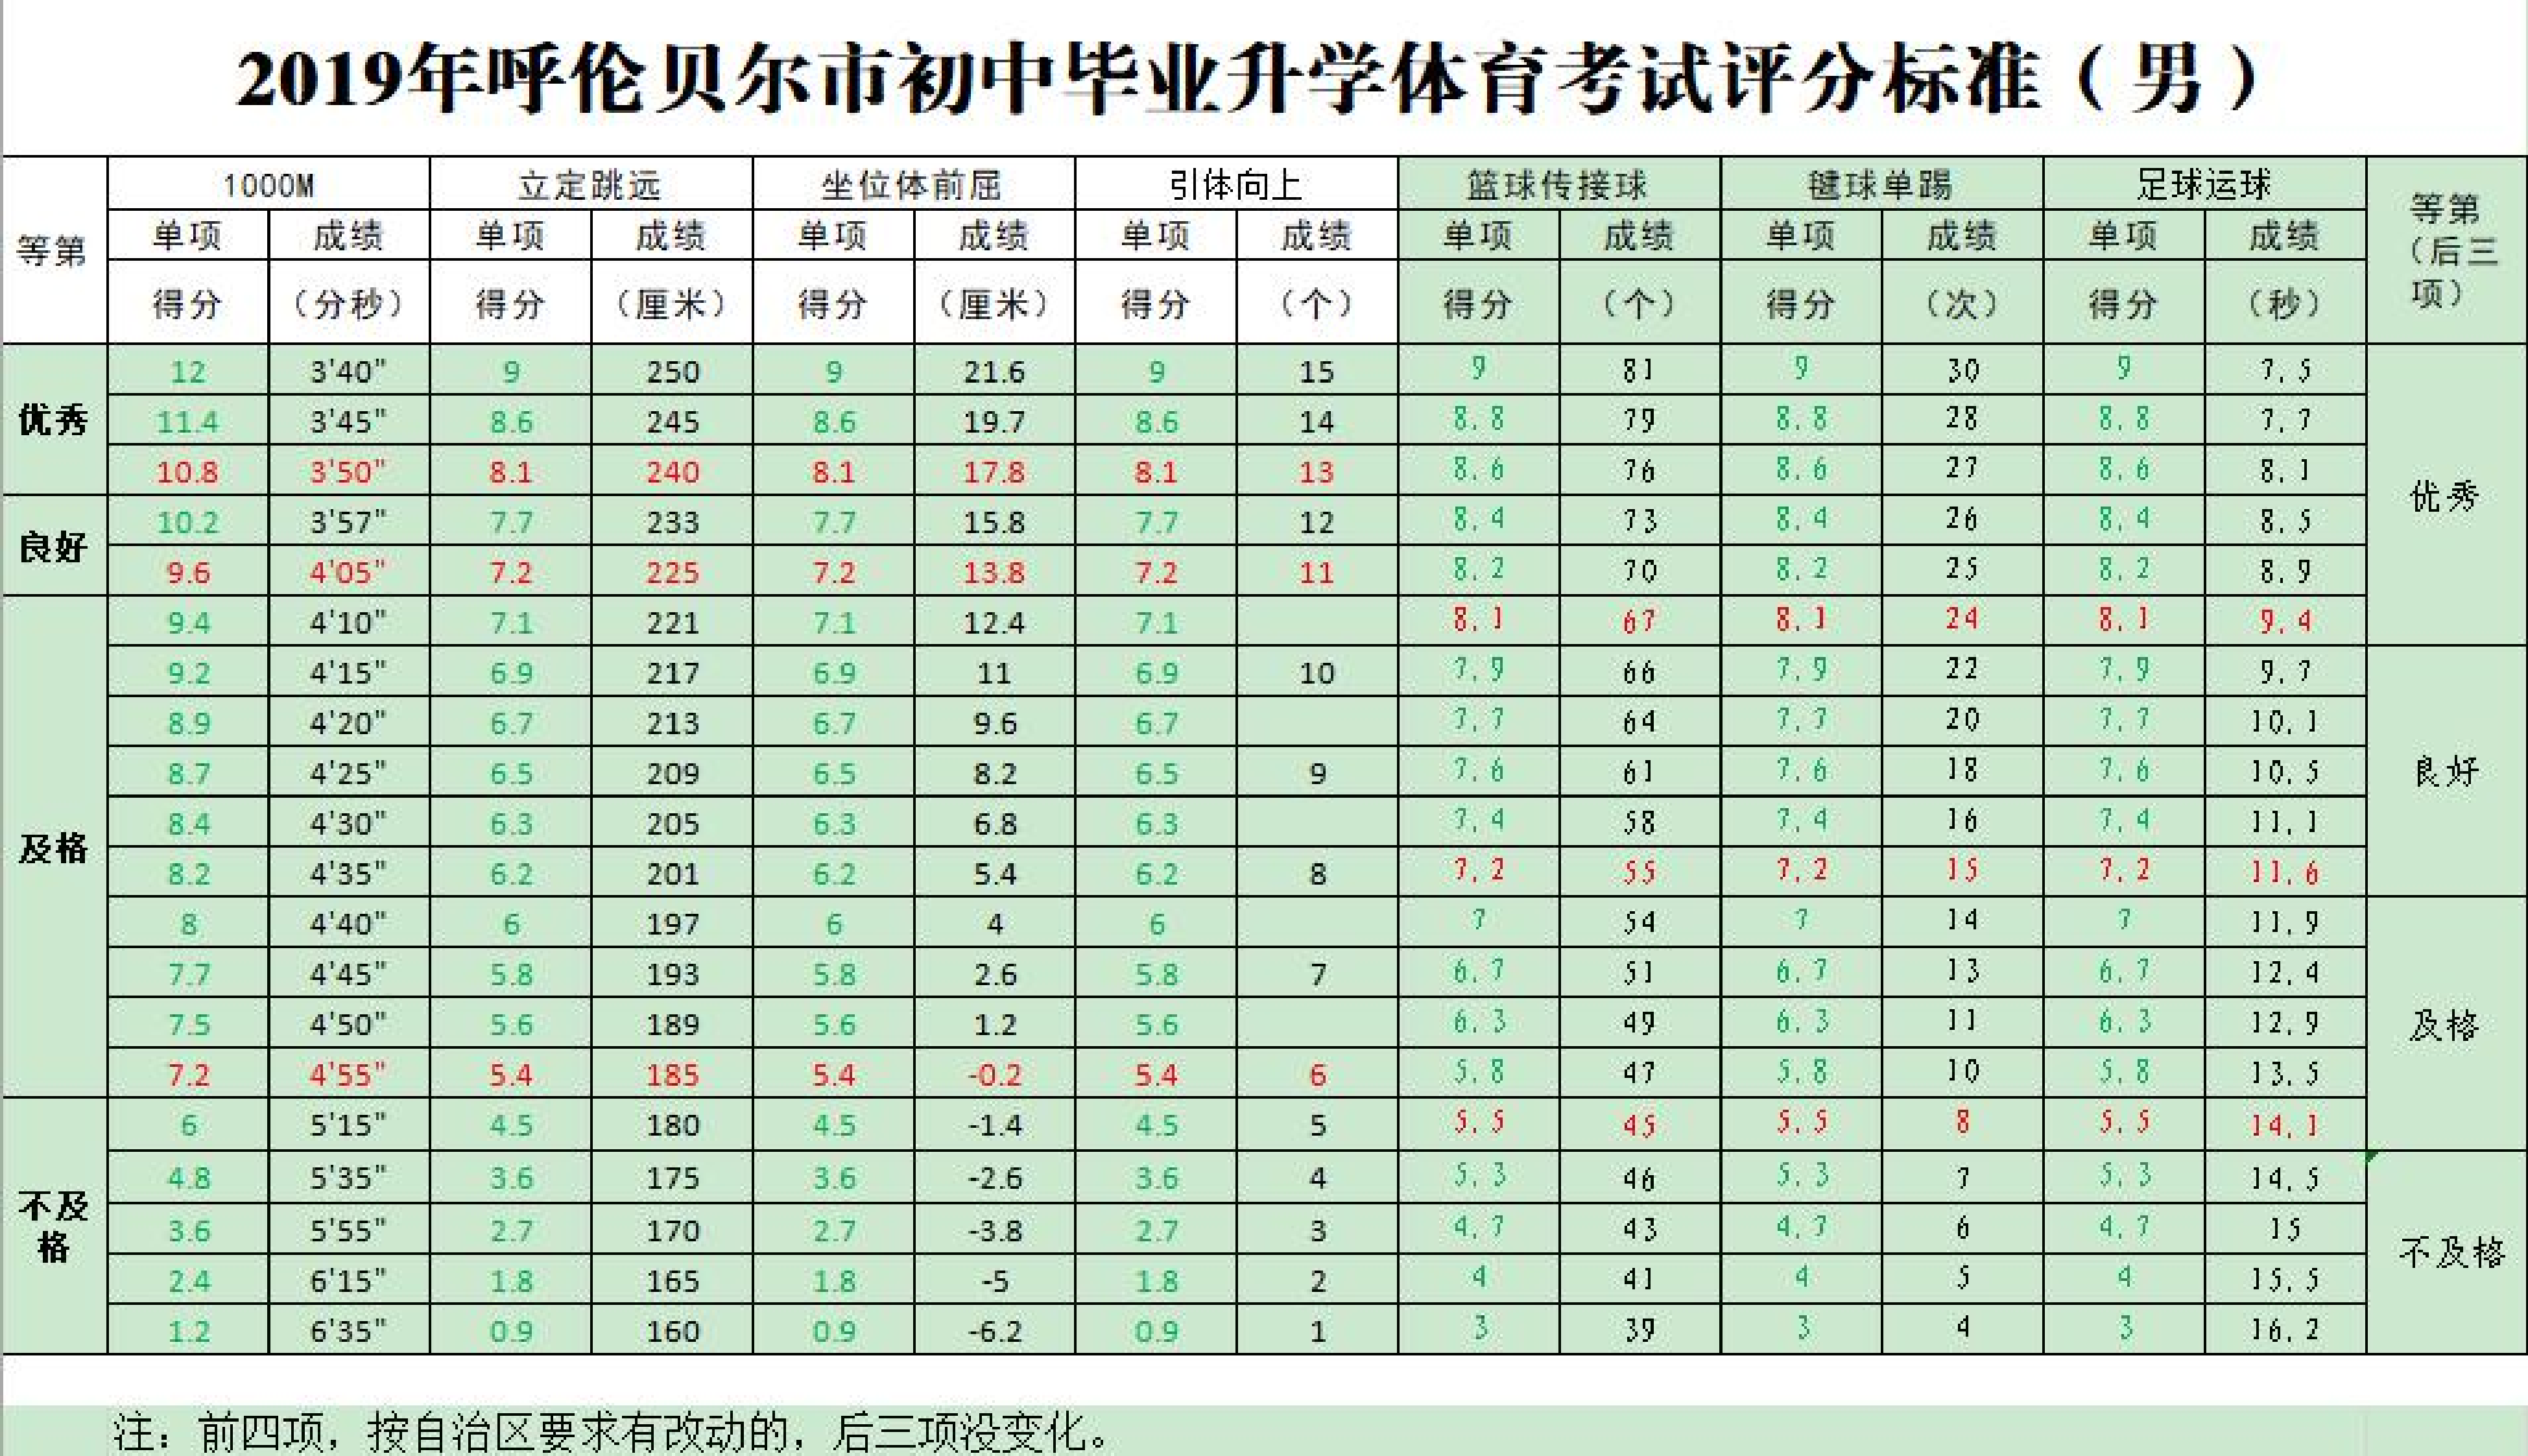 2019年呼伦贝尔市初中毕业升学体育考试评分标准（男）
等第 1000M 立定跳远 坐位体前屈 引体向上 篮球传接球 毽球单踢 足球运球 等第（后三项）
单项 成绩 单项 成绩 单项 成绩 单项 成绩 单项 成绩 单项 成绩 单项 成绩
得分 （分秒） 得分 （厘米） 得分 （厘米） 得分 （个） 得分 （个） 得分 （次） 得分 （秒）
优秀 12 3'40" 9 250 9 21.6 9 15 9 81 9 30 9 7.5 优秀
11.4 3'45" 8.6 245 8.6 19.7 8.6 14 8.8 79 8.8 28 8.8 7.7
10.8 3'50" 8.1 240 8.1 17.8 8.1 13 8.6 76 8.6 27 8.6 8.1
良好 10.2 3'57" 7.7 233 7.7 15.8 7.7 12 8.4 73 8.4 26 8.4 8.5
9.6 4'05" 7.2 225 7.2 13.8 7.2 11 8.2 70 8.2 25 8.2 8.9
及格 9.4 4'10" 7.1 221 7.1 12.4 7.1 8.1 67 8.1 24 8.1 9.4
9.2 4'15" 6.9 217 6.9 11 6.9 10 7.9 66 7.9 22 7.9 9.7 良好
8.9 4'20" 6.7 213 6.7 9.6 6.7 7.7 64 7.7 20 7.7 10.1
8.7 4'25" 6.5 209 6.5 8.2 6.5 9 7.6 61 7.6 18 7.6 10.5
8.4 4'30" 6.3 205 6.3 6.8 6.3 7.4 58 7.4 16 7.4 11.1
8.2 4'35" 6.2 201 6.2 5.4 6.2 8 7.2 55 7.2 15 7.2 11.6
8 4'40" 6 197 6 4 6 7 54 7 14 7 11.9 及格
7.7 4'45" 5.8 193 5.8 2.6 5.8 7 6.7 51 6.7 13 6.7 12.4
7.5 4'50" 5.6 189 5.6 1.2 5.6 6.3 49 6.3 11 6.3 12.9
7.2 4'55" 5.4 185 5.4 -0.2 5.4 6 5.8 47 5.8 10 5.8 13.5
不及格 6 5'15" 4.5 180 4.5 -1.4 4.5 5 5.5 45 5.5 8 5.5 14.1
4.8 5'35" 3.6 175 3.6 -2.6 3.6 4 5.3 46 5.3 7 5.3 14.5 不及格
3.6 5'55" 2.7 170 2.7 -3.8 2.7 3 4.7 43 4.7 6 4.7 15
2.4 6'15" 1.8 165 1.8 -5 1.8 2 4 41 4 5 4 15.5
1.2 6'35" 0.9 160 0.9 -6.2 0.9 1 3 39 3 4 3 16.2
注：前四项，按自治区要求有改动的，后三项没变化。